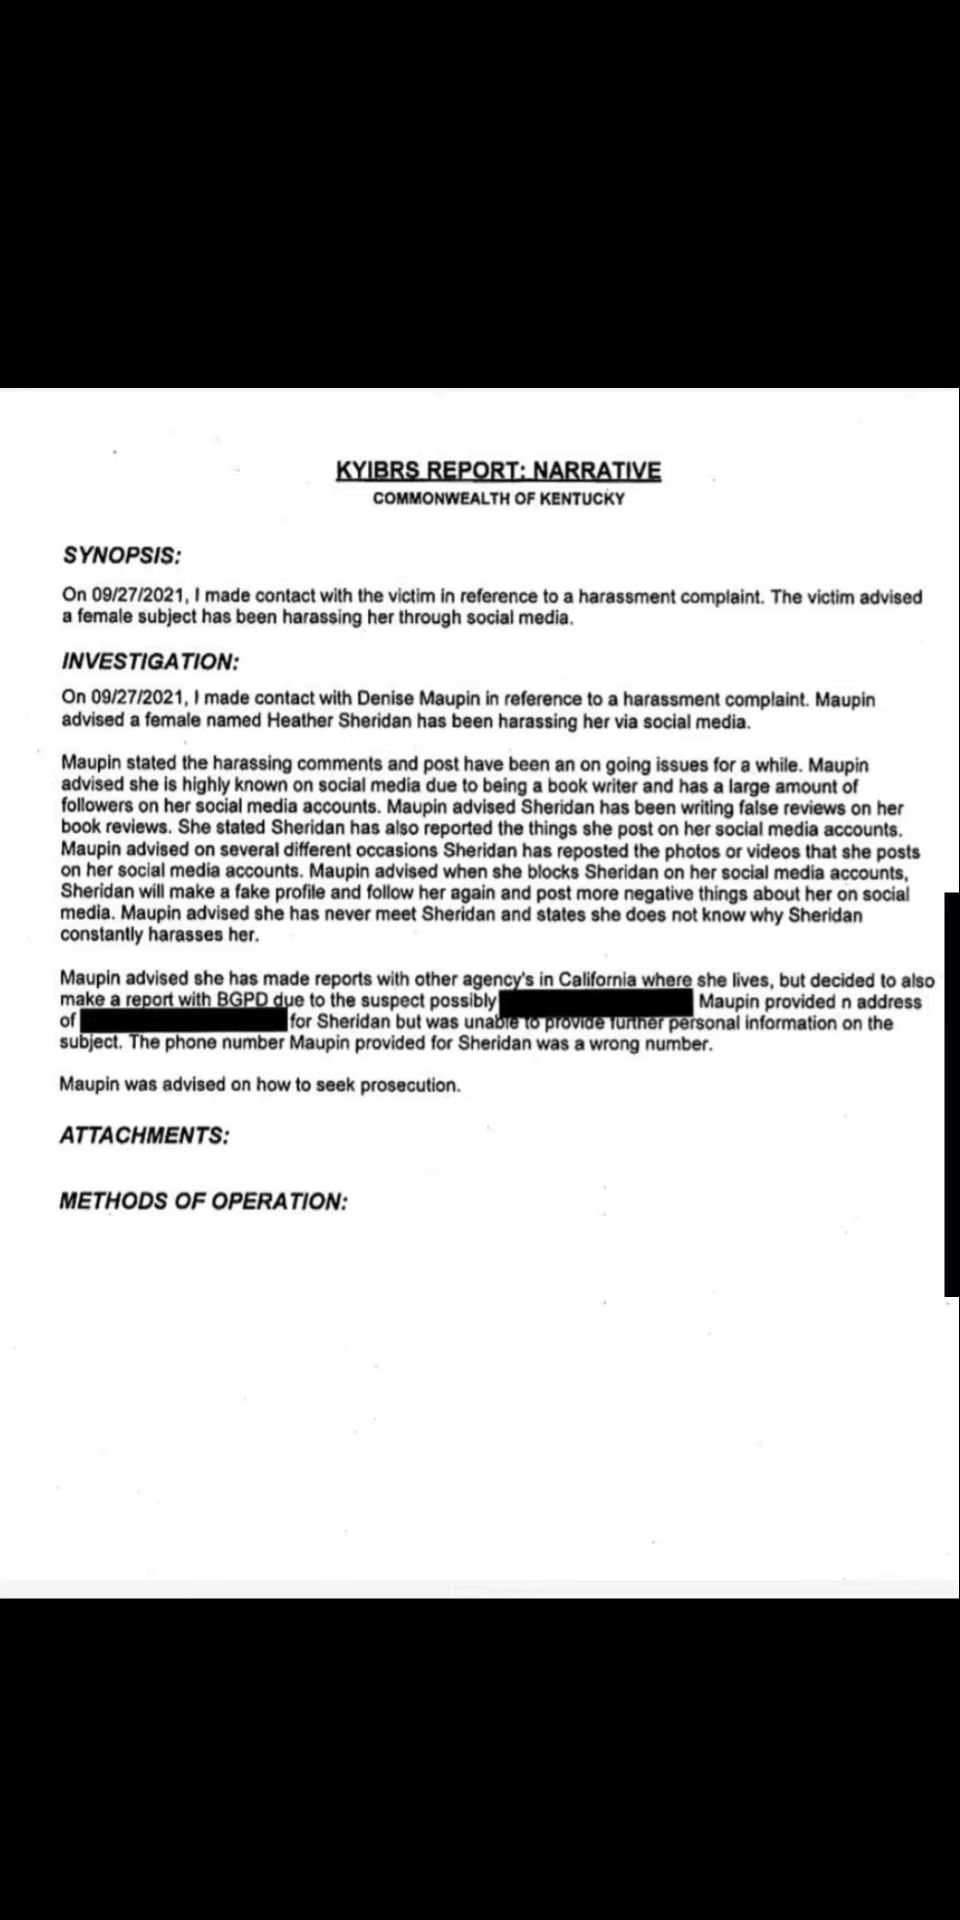 KYIBRS REPORT: NARRATIVE
COMMONWEALTH OF KENTUCKY
SYNOPSIS:
On 09/27/2021, I made contact with the victim in reference to a harassment complaint. The victim advised
a female subject has been harassing her through social media.
INVESTIGATION:
On 09/27/2021, I made contact with Denise Maupin in reference to a harassment complaint. Maupin
advised a female named Heather Sheridan has been harassing her via social media.
Maupin stated the harassing comments and post have been an on going issues for a while. Maupin
advised she is highly known on social media due to being a book writer and has a large amount of
followers on her social media accounts. Maupin advised Sheridan has been writing false reviews on her
book reviews. She stated Sheridan has also reported the things she post on her social media accounts.
Maupin advised on several different occasions Sheridan has reposted the photos or videos that she posts
on her social media accounts. Maupin advised when she blocks Sheridan on her social media accounts,
Sheridan will make a fake profile and follow her again and post more negative things about her on social
media. Maupin advised she has never meet Sheridan and states she does not know why Sheridan
constantly harasses her.
Maupin advised she has made reports with other agency's in California where she lives, but decided to also
make a report with BGPD due to the suspect possibly Maupin provided n address
of for Sheridan but was unable to provide further personal information on the
subject. The phone number Maupin provided for Sheridan was a wrong number.
Maupin was advised on how to seek prosecution.
ATTACHMENTS:
METHODS OF OPERATION: